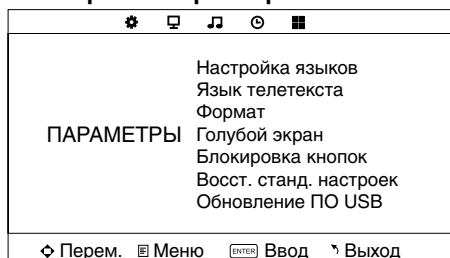 Настройка языков
Язык телетекста
Формат
ПАРАМЕТРЫ Голубой экран
Блокировка кнопок
Восст. станд. настроек
Обновление ПО USB
Перем. Меню ENTER Ввод Выход